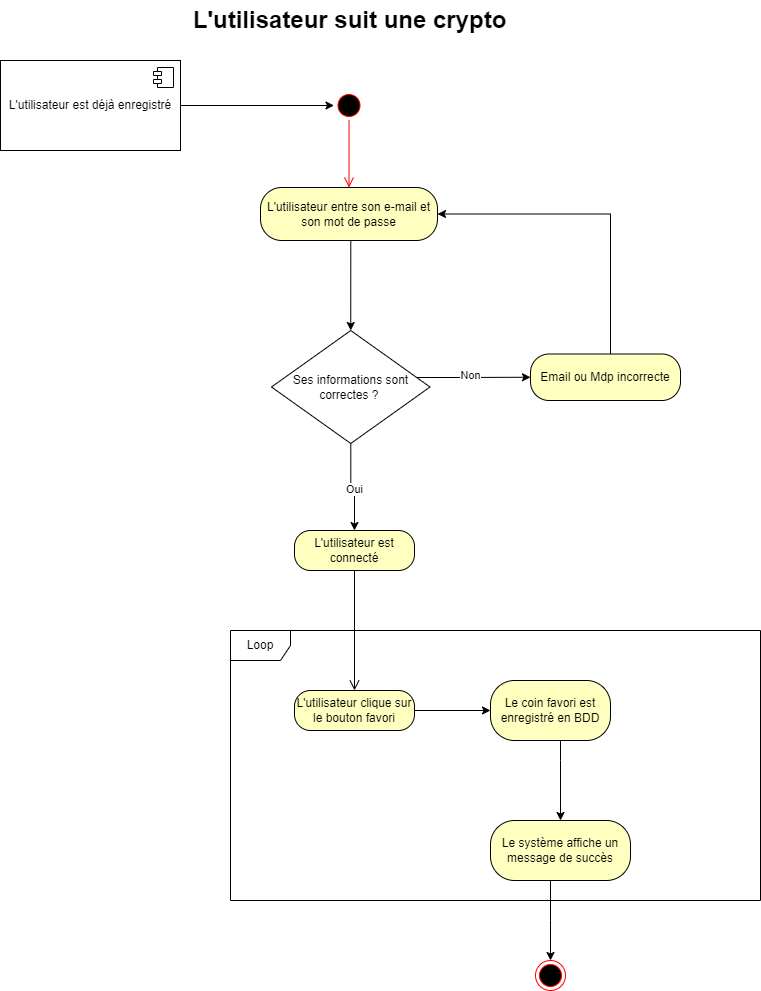 L'utilisateur suit une crypto
L'utilisateur est déjà enregistré
L'utilisateur entre son e-mail et
son mot de passe
Ses informations sont
correctes ?
Non
Email ou Mdp incorrecte
Oui
L'utilisateur est
connecté
Loop
L'utilisateur clique sur
le bouton favori
Le coin favori est
enregistré en BDD
Le système affiche un
message de succès